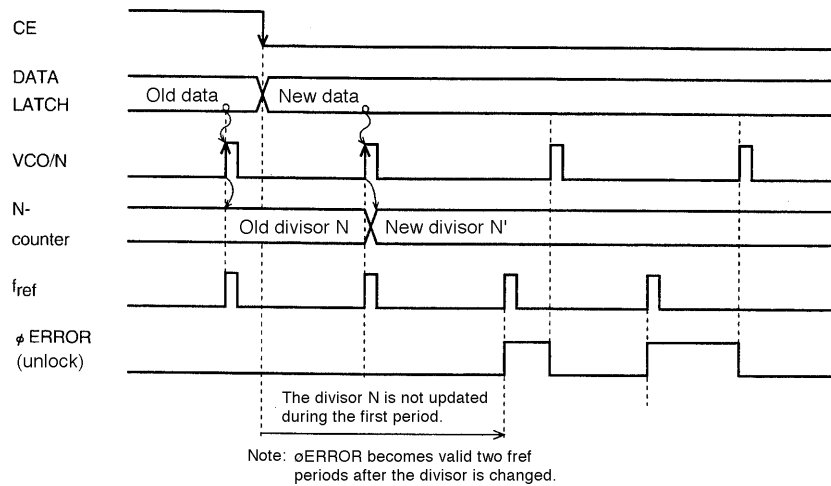 CE
DATA
LATCH
Old data
New data
VCO/N
N-
counter
Old divisor N
New divisor N'
fref
ø ERROR
(unlock)
The divisor N is not updated
during the first period.
Note: øERROR becomes valid two fref
periods after the divisor is changed.